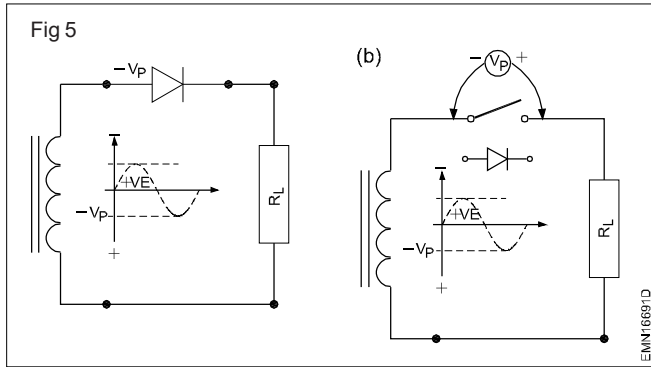 Fig 5
−VP
+VE
−VP
+
RL
(b)
− VP +
+VE
−VP
+
RL
EMN16691D